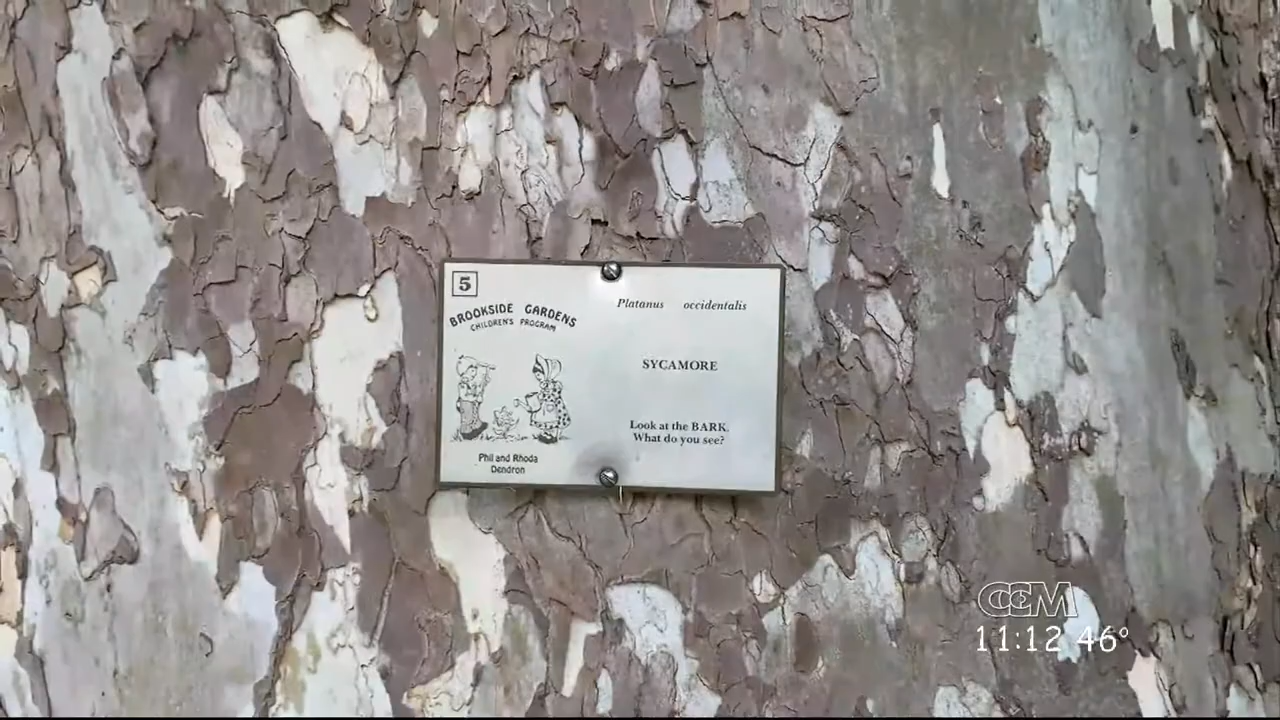 5
BROOKSIDE GARDENS
CHILDREN'S PROGRAM
Phil and Rhoda
Dendron
Platanus occidentalis
SYCAMORE
Look at the BARK.
What do you see?
CCM
11:12 46°